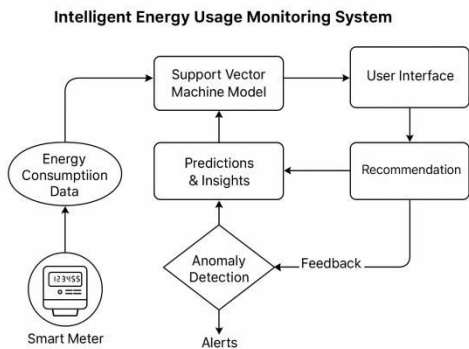 Intelligent Energy Usage Monitoring System
Support Vector
Machine Model
User Interface
Energy
Consumptiion
Data
Predictions
& Insights
Recommendation
Anomaly
Detection
Feedback
123455
Smart Meter
Alerts